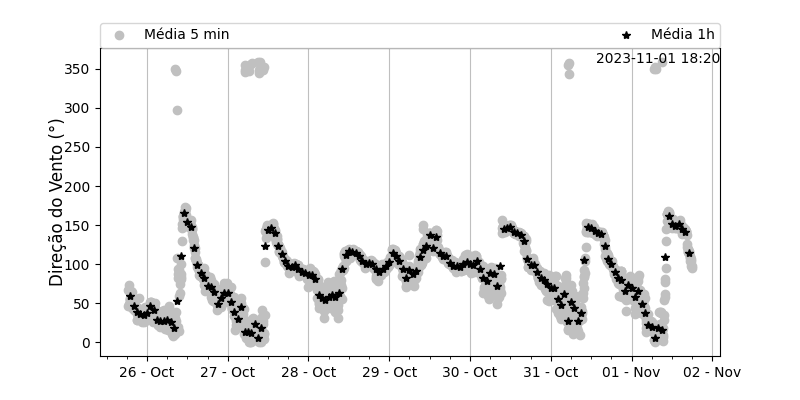 Média 5 min
Média 1h
2023-11-01 18:20
Direção do Vento (°)
350
300
250
200
150
100
50
0
26 - Oct
27 - Oct
28 - Oct
29 - Oct
30 - Oct
31 - Oct
01 - Nov
02 - Nov